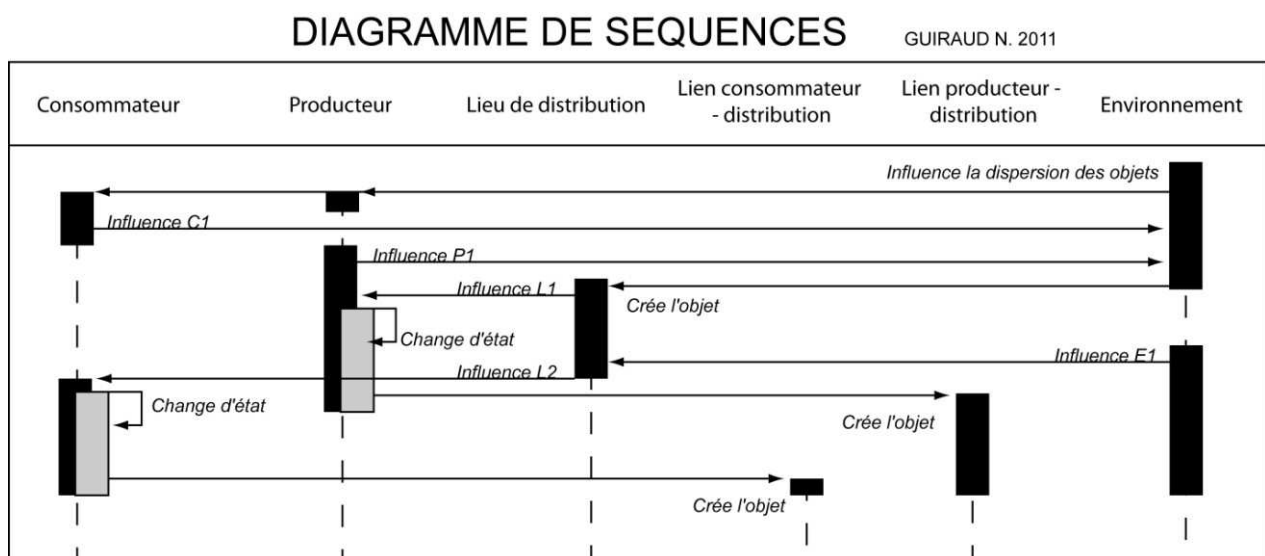 DIAGRAMME DE SEQUENCES
GUIRAUD N. 2011
Consommateur
Producteur
Lieu de distribution
Lien consommateur
- distribution
Lien producteur -
distribution
Environnement
Influence la dispersion des objets
Influence C1
Influence P1
Influence L1
Crée l'objet
Change d'état
Influence E1
Influence L2
Change d'état
Crée l'objet
Crée l'objet